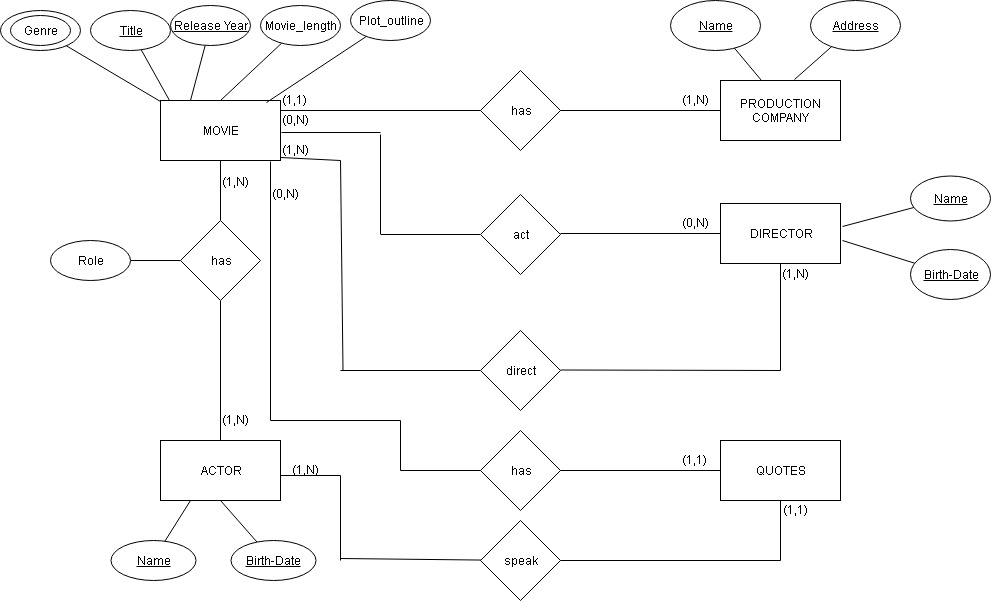 Genre
Title
Release Year
Movie_length
Plot_outline
Name
Address
MOVIE
(1,1)
(0,N)
(1,N)
has
(1,N)
PRODUCTION
COMPANY
(1,N)
(0,N)
act
(0,N)
DIRECTOR
Name
Birth-Date
(1,N)
Role
has
direct
(1,N)
ACTOR
(1,N)
has
(1,1)
QUOTES
(1,1)
speak
Name
Birth-Date